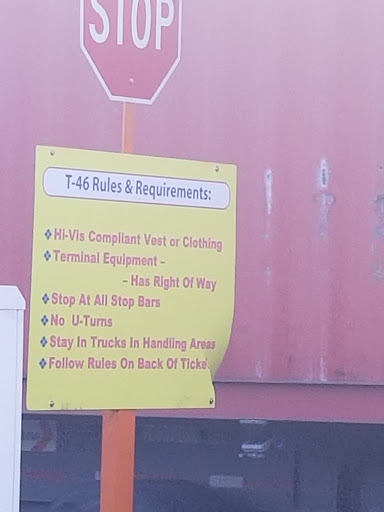 STOP
T-46 Rules & Requirements:
❖Hi-Vis Compliant Vest or Clothing
❖Terminal Equipment –
– Has Right Of Way
❖Stop At All Stop Bars
❖No U-Turns
❖Stay In Trucks In Handling Areas
❖Follow Rules On Back Of Ticke